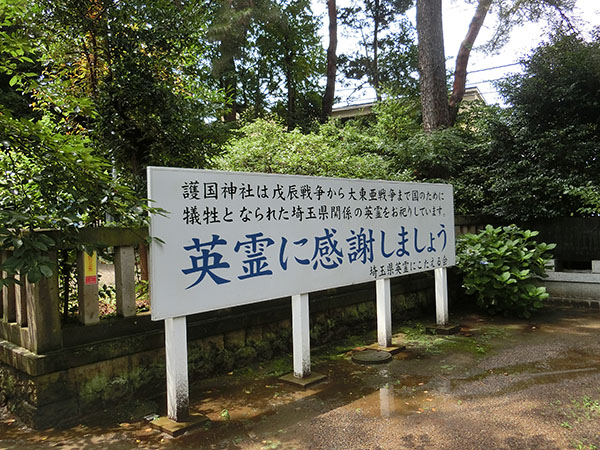 護国神社は戊辰戦争から大東亜戦争まで国のために
犠牲となられた埼玉県関係の英霊をお祀りしています。
英霊に感謝しましょう
埼玉県英霊にこたえる会